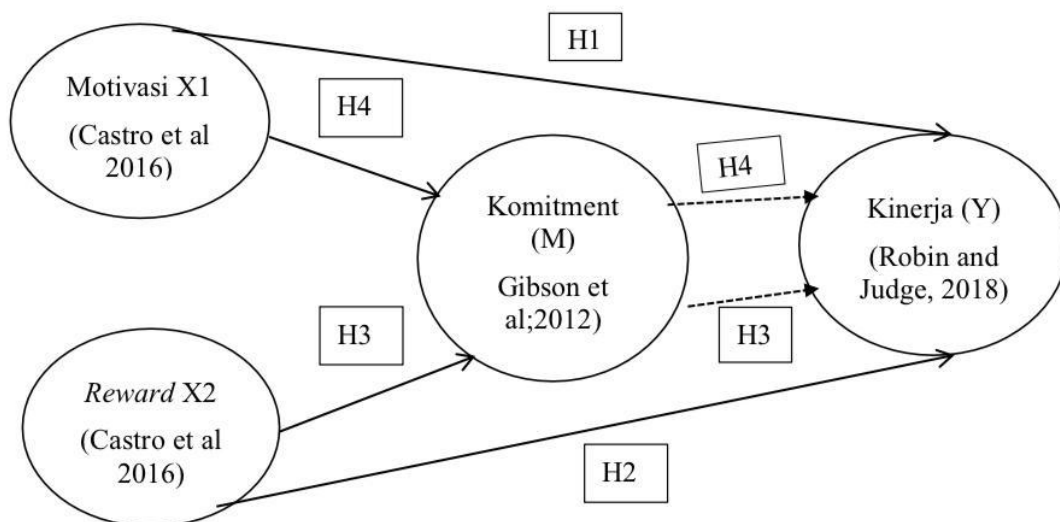 H1
Motivasi X1
(Castro et al
2016)
H4
H4
Komitment
(M)
Gibson et
al;2012)
Kinerja (Y)
(Robin and
Judge, 2018)
H3
H3
Reward X2
(Castro et al
2016)
H2